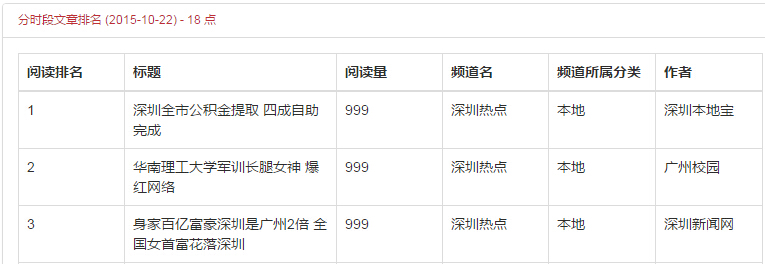 分时段文章排名 (2015-10-22) - 18 点
阅读排名 标题 阅读量 频道名 频道所属分类 作者
1 深圳全市公积金提取 四成自助 999 深圳热点 本地 深圳本地宝
完成
2 华南理工大学军训长腿女神 爆 999 深圳热点 本地 广州校园
红网络
3 身家百亿富豪深圳是广州2倍 全 999 深圳热点 本地 深圳新闻网
国女首富花落深圳